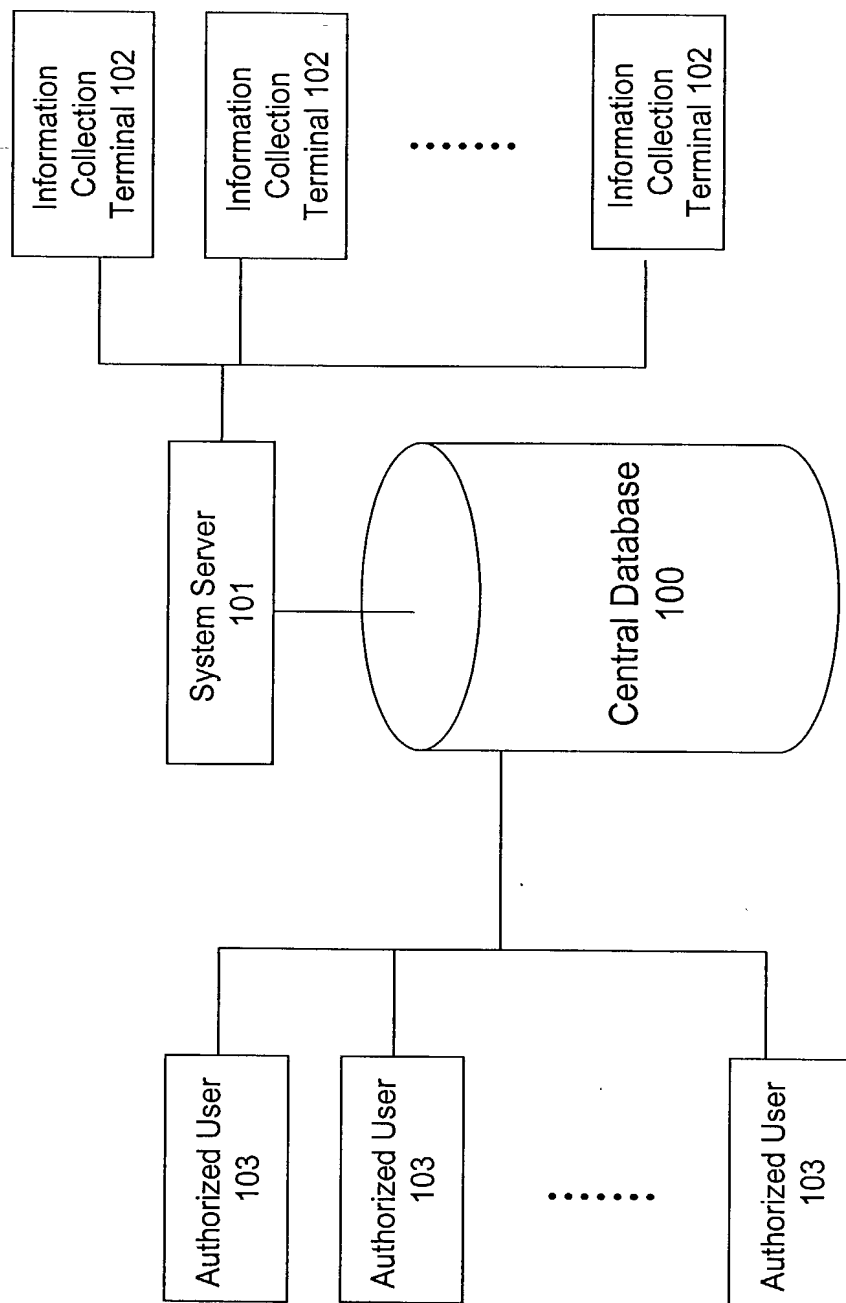 Authorized User
103
Authorized User
103
Authorized User
103
Central Database
100
System Server
101
Information
Collection
Terminal 102
Information
Collection
Terminal 102
Information
Collection
Terminal 102